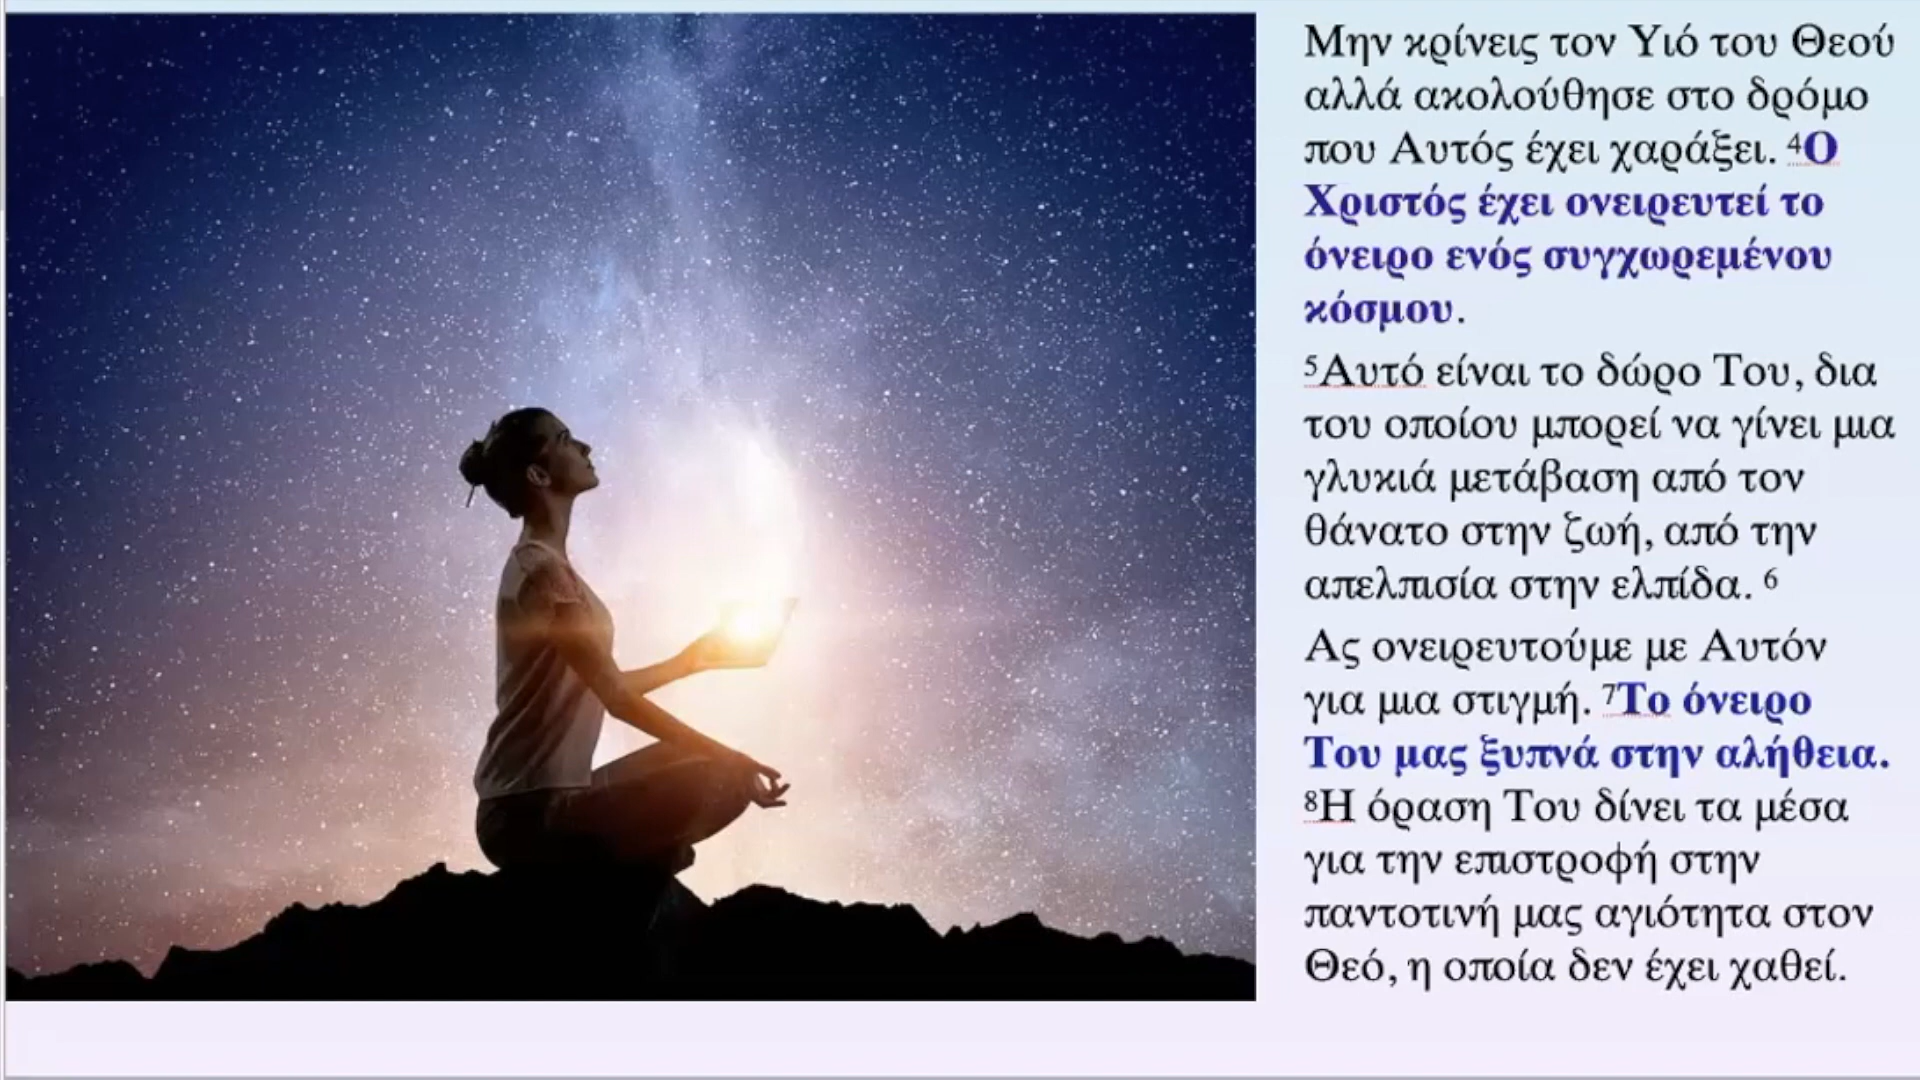 Μην κρίνεις τον Υιό του Θεού
αλλά ακολούθησε στο δρόμο
που Αυτός έχει χαράξει. ⁴Ο
Χριστός έχει ονειρευτεί το
όνειρο ενός συγχωρεμένου
κόσμου.
⁵Αυτό είναι το δώρο Του, δια
του οποίου μπορεί να γίνει μια
γλυκιά μετάβαση από τον
θάνατο στην ζωή, από την
απελπισία στην ελπίδα. ⁶
Ας ονειρευτούμε με Αυτόν
για μια στιγμή. ⁷Το όνειρο
Του μας ξυπνά στην αλήθεια.
⁸Η όραση Του δίνει τα μέσα
για την επιστροφή στην
παντοτινή μας αγιότητα στον
Θεό, η οποία δεν έχει χαθεί.